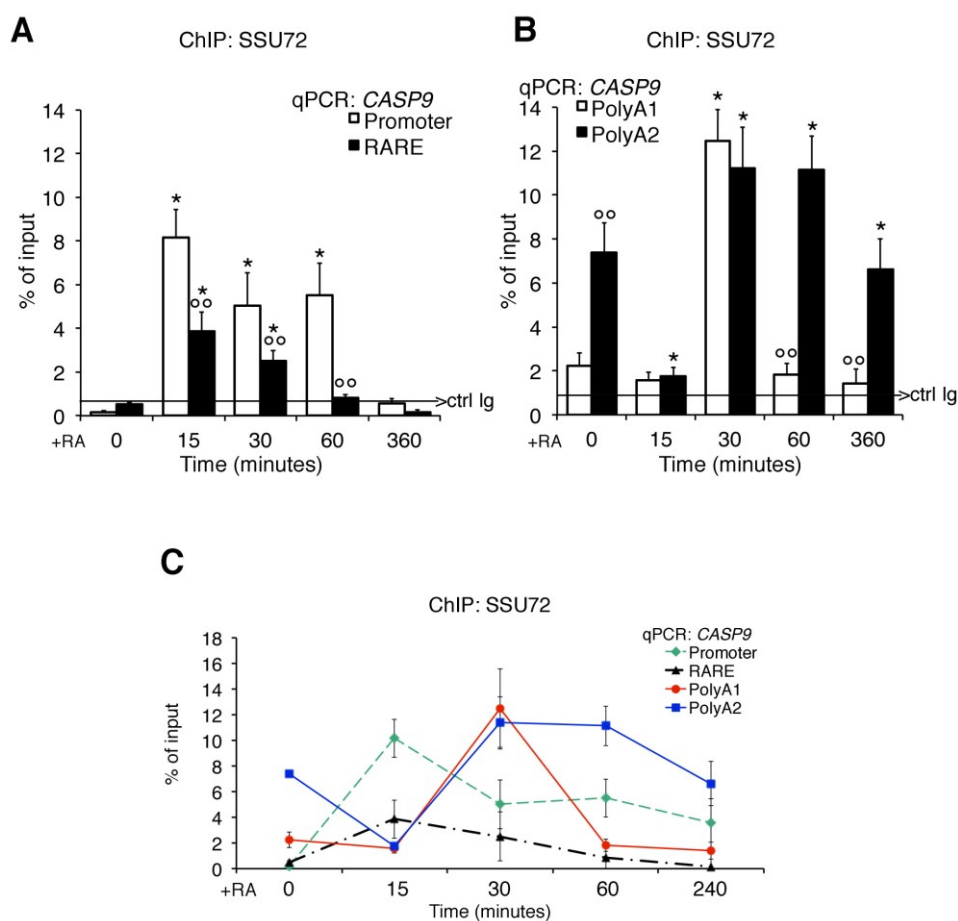 A
ChIP: SSU72
qPCR: CASP9
Promoter
RARE
% of input
14
12
10
8
6
4
2
0
* * * * *
°° °° °°
>ctrl Ig
+RA 0 15 30 60 360
Time (minutes)
B
ChIP: SSU72
qPCR: CASP9
PolyA1
PolyA2
% of input
14
12
10
8
6
4
2
0
°° * * * * * °° °°
>ctrl Ig
+RA 0 15 30 60 360
Time (minutes)
C
ChIP: SSU72
qPCR: CASP9
Promoter
RARE
PolyA1
PolyA2
% of input
18
16
14
12
10
8
6
4
2
0
+RA 0 15 30 60 240
Time (minutes)